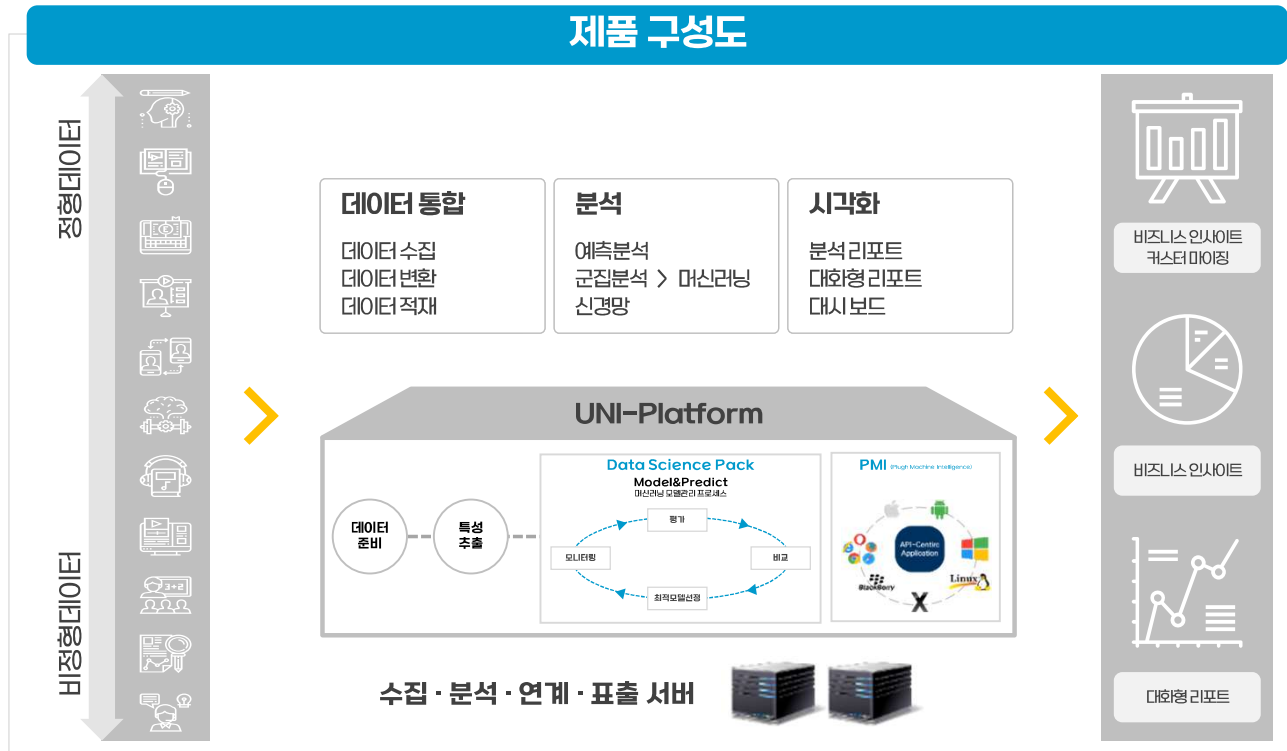 제품 구성도
정형데이터
비정형데이터
3+2
데이터 통합
데이터 수집
데이터 변환
데이터 적재
분석
예측분석
군집분석 > 머신러닝
신경망
시각화
분석 리포트
대화형 리포트
대시 보드
UNI-Platform
데이터
준비
특성
추출
Data Science Pack
Model&Predict
머신러닝 모델관리 프로세스
평가
모니터링
비교
최적모델선정
PMI (Plugh Machine Intelligence)
API-Centirc
Application
BlackBerry
Linux
X
수집 · 분석 · 연계 · 표출 서버
비즈니스 인사이트
커스터 마이징
비즈니스 인사이트
대화형 리포트